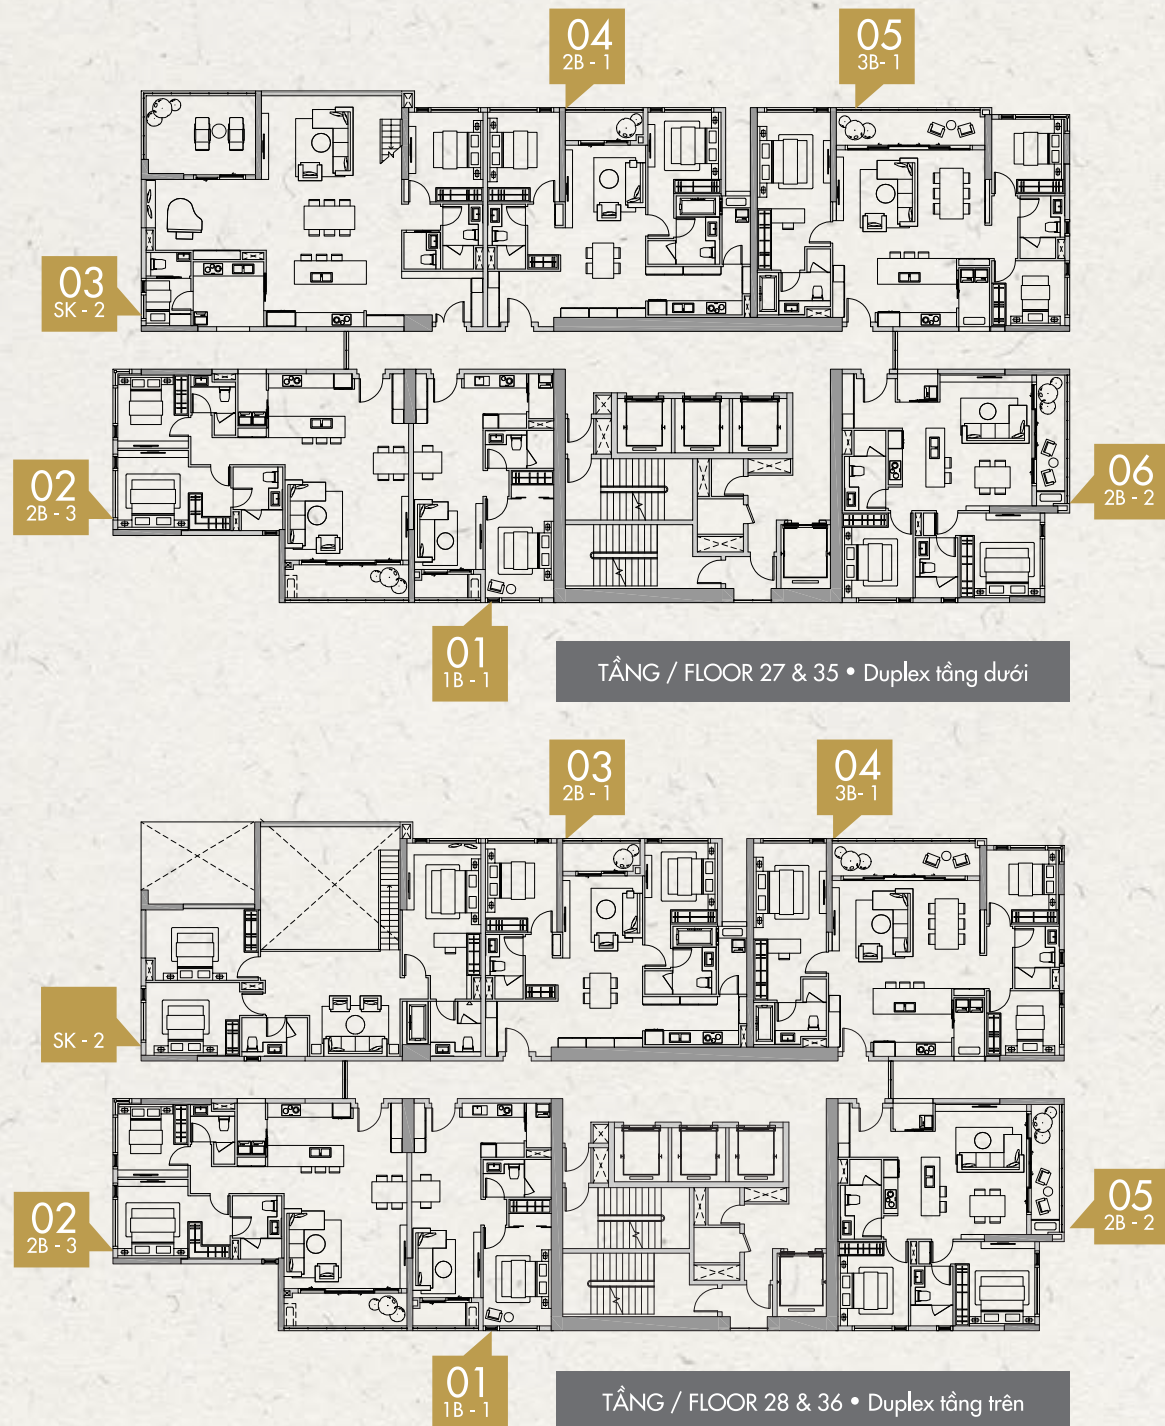 04
2B - 1
05
3B- 1
03
SK - 2
02
2B - 3
06
2B - 2
01
1B - 1
TẦNG / FLOOR 27 & 35 • Duplex tầng dưới
03
2B - 1
04
3B- 1
SK - 2
02
2B - 3
05
2B - 2
01
1B - 1
TẦNG / FLOOR 28 & 36 • Duplex tầng trên